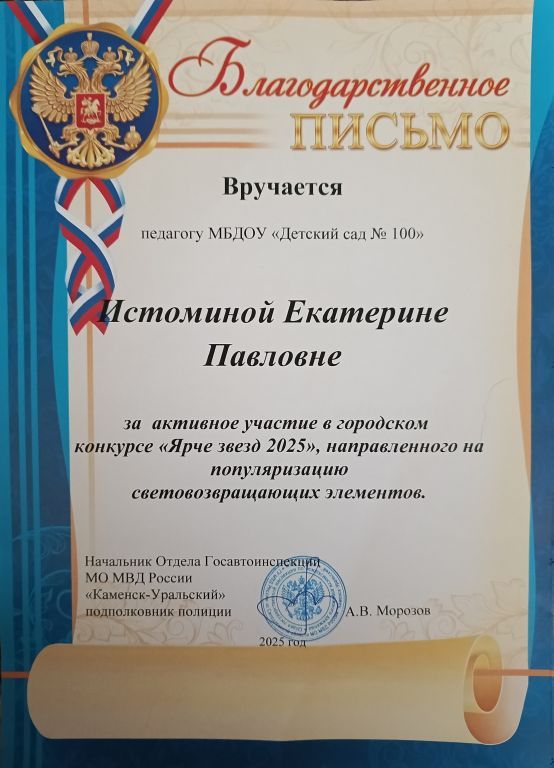 Благодарственное
ПИСЬМО
Вручается
педагогу МБДОУ «Детский сад № 100»
Истоминой Екатерине
Павловне
за активное участие в городском
конкурсе «Ярче звезд 2025», направленного на
популяризацию
световозвращающих элементов.
Начальник Отдела Госавтоинспекций
МО МВД России
«Каменск-Уральский»
подполковник полиции А.В. Морозов
2025 год